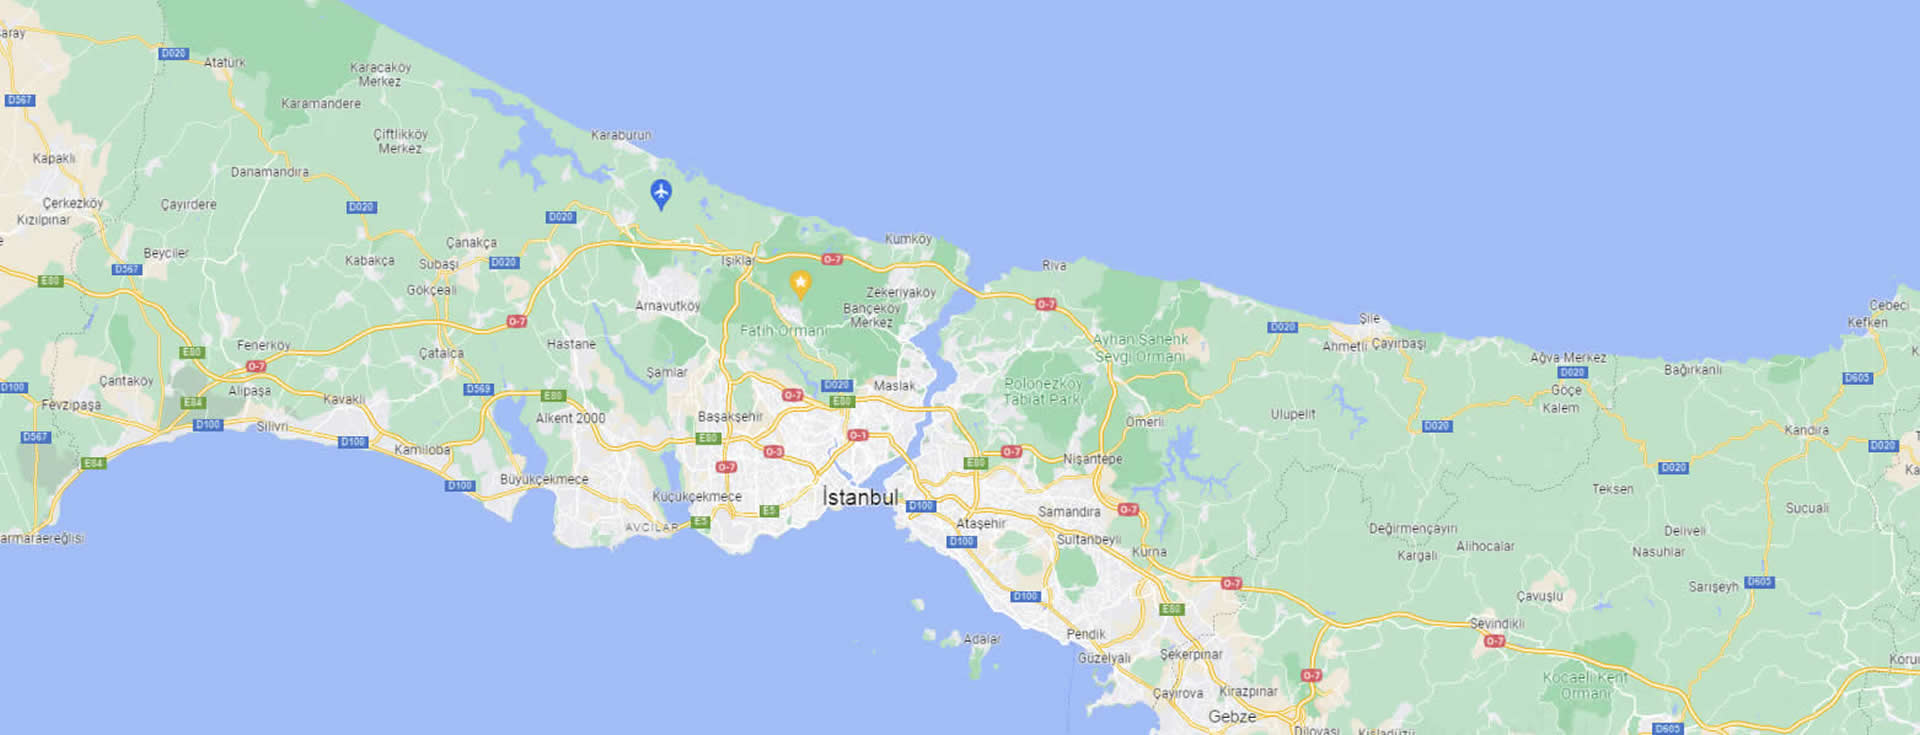 aray
D020
Atatürk
Karacaköy
Merkez
D567
Karamandere
Çiftlikköy
Merkez
Karaburun
Kapaklı
Danamandıra
Çerkezköy
Kızılpınar
Çayırdere
D020
D020
Kumköy
Çanakça
Beyciler
Kabakça
Subaşı
D020
D567
Işıklar
O-7
Riva
E80
Gökçeali
Arnavutköy
Zekeriyaköy
Bahçeköy
Merkez
O-7
Cebeci
Kefken
O-7
Fatih Ormanı
Şile
D020
Ahmetli
Çayırbaşı
Fenerköy
E80
Çatalca
Hastane
Ayhan Şahenk
Sevgi Ormanı
Ağva Merkez
D020
Bağırkanlı
O-7
Şamlar
D605
Çantaköy
D100
Alipaşa
D569
E80
D020
Maslak
Polonezköy
Tabiat Parkı
Göçe
Kalem
Fevzipaşa
E84
Kavaklı
O-7
E80
Alkent 2000
Başakşehir
Ömerli
Ulupelit
D100
Silivri
D020
Kandıra
D567
D100
E80
O-1
D020
Kamiloba
O-3
O-7
E84
O-7
E80
Nişantepe
D020
D100
Büyükçekmece
Küçükçekmece
İstanbul
Teksen
D100
Samandıra
O-7
Sucuali
E5
E5
AVCILAR
Ataşehir
Değirmençayırı
Deliveli
armaraereğlisi
D100
Sultanbeyli
Kurna
Kargalı
Alihocalar
Nasuhlar
O-7
Sarışeyh
D605
D100
Çavuşlu
E80
Sevindikli
O-7
Adalar
Pendik
Güzelyalı
Şekerpınar
Koru
O-7
Kocaeli Kent
Ormanı
Çayırova
Kirazpınar
Gebze
Dilovası
D605